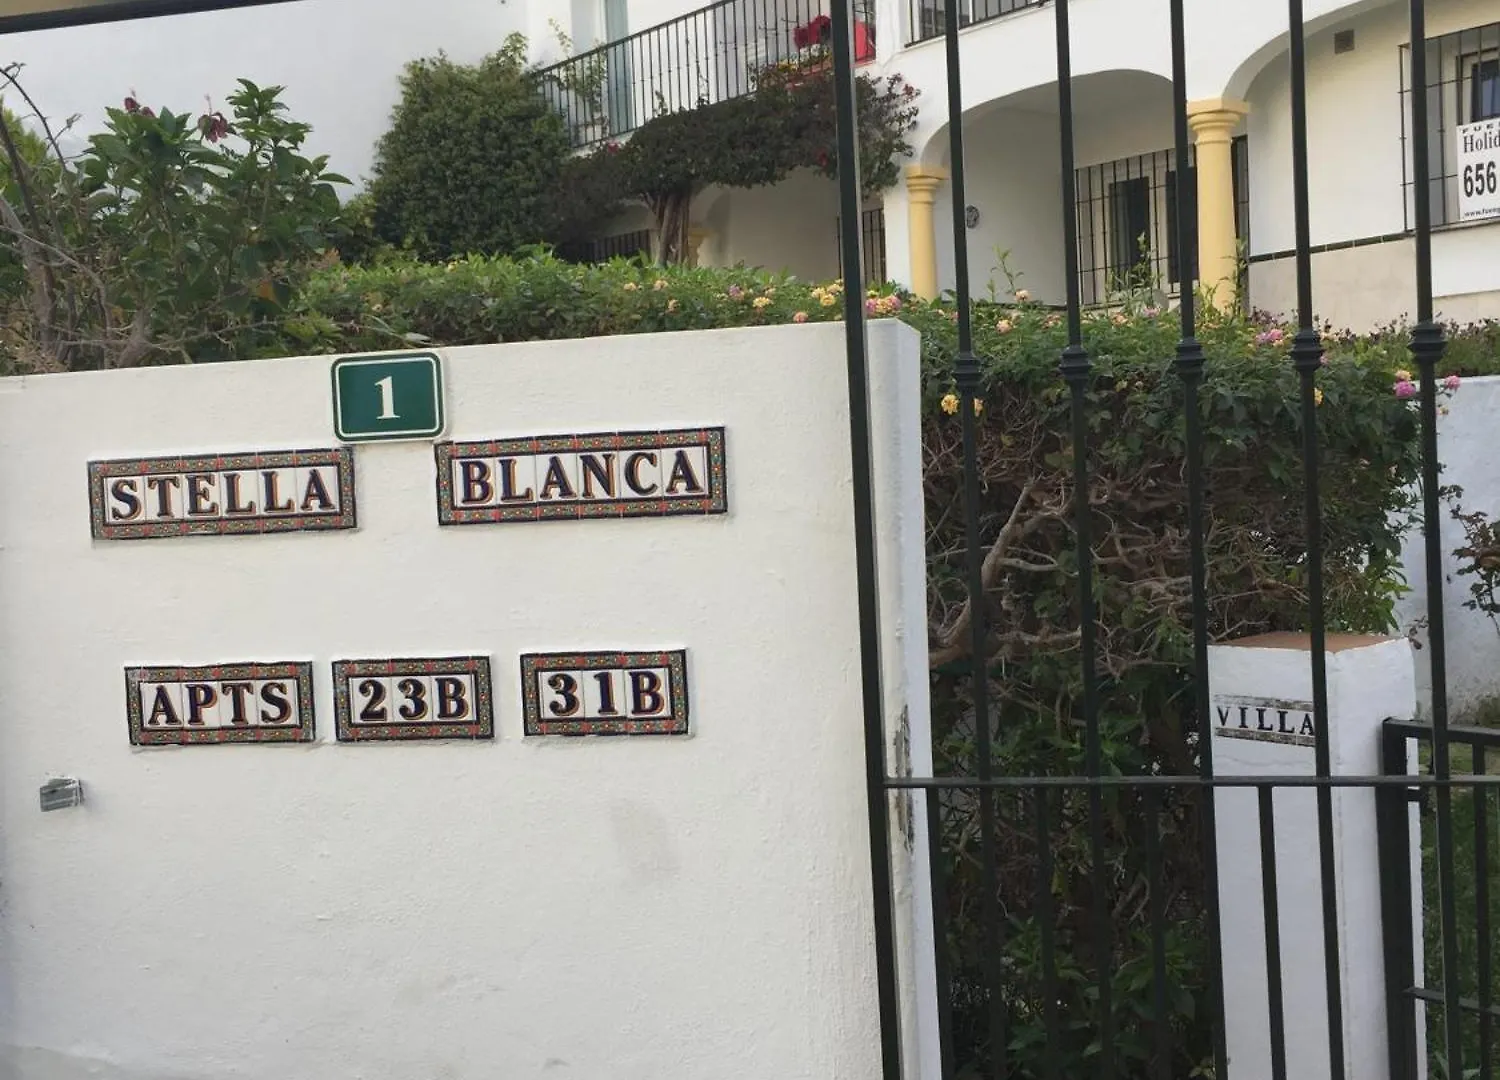 1
STELLA BLANCA
APTS 23B 31B
VILLA
656